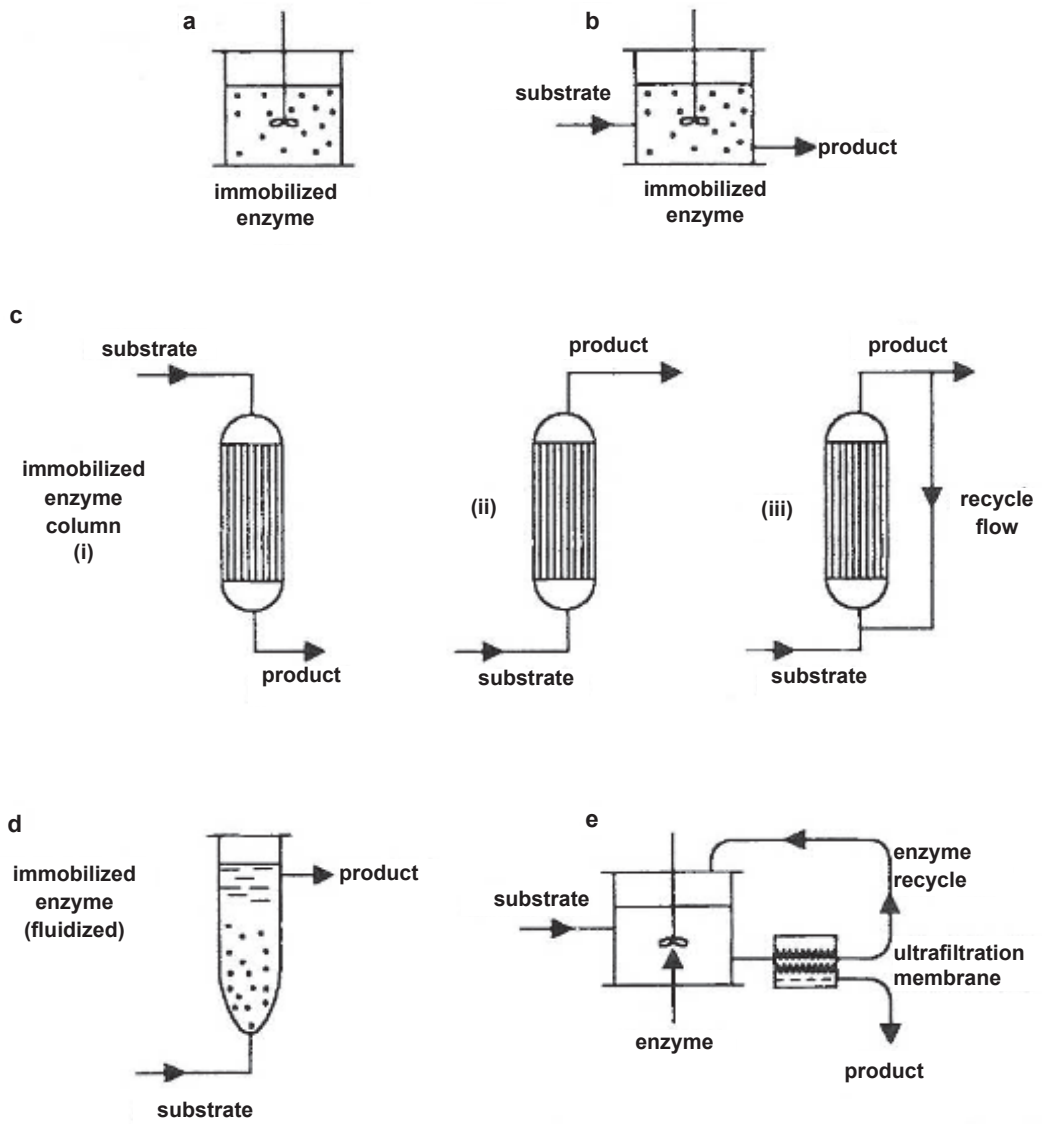 a
immobilized
enzyme
b
substrate
product
immobilized
enzyme
c
substrate
immobilized
enzyme
column
(i)
product
product
(ii)
substrate
product
(iii)
recycle
flow
substrate
d
immobilized
enzyme
(fluidized)
product
substrate
e
substrate
enzyme
recycle
ultrafiltration
membrane
enzyme
product